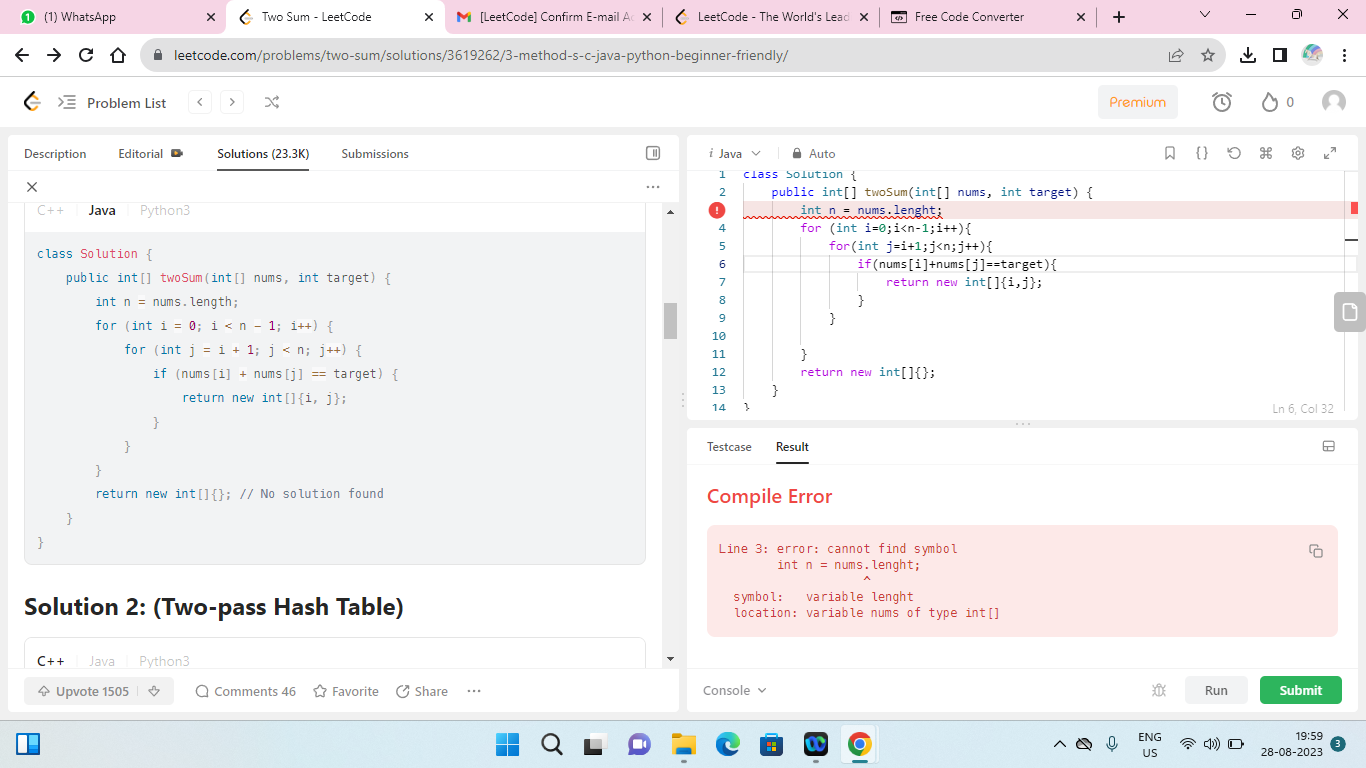 (1) WhatsApp
Two Sum - LeetCode
[LeetCode] Confirm E-mail Ac
LeetCode - The World's Lead
Free Code Converter
leetcode.com/problems/two-sum/solutions/3619262/3-method-s-c-java-python-beginner-friendly/
Problem List
Premium
0
Description
Editorial
Solutions (23.3K)
Submissions
C++
Java
Python3
class Solution {
public int[] twoSum(int[] nums, int target) {
int n = nums.length;
for (int i = 0; i < n - 1; i++) {
for (int j = i + 1; j < n; j++) {
if (nums[i] + nums[j] == target) {
return new int[]{i, j};
}
}
}
return new int[]{}; // No solution found
}
}
Solution 2: (Two-pass Hash Table)
C++
Java
Python3
Upvote 1505
Comments 46
Favorite
Share
i Java
Auto
1 class Solution {
2 public int[] twoSum(int[] nums, int target) {
int n = nums.lenght;
4 for (int i=0;i<n-1;i++){
5 for(int j=i+1;j<n;j++){
6 if(nums[i]+nums[j]==target){
7 return new int[]{i,j};
8 }
9 }
10
11 }
12 return new int[]{};
13 }
14 }
Ln 6, Col 32
Testcase
Result
Compile Error
Line 3: error: cannot find symbol
int n = nums.lenght;
^
symbol: variable lenght
location: variable nums of type int[]
Console
Run
Submit
ENG
US
19:59
28-08-2023
3